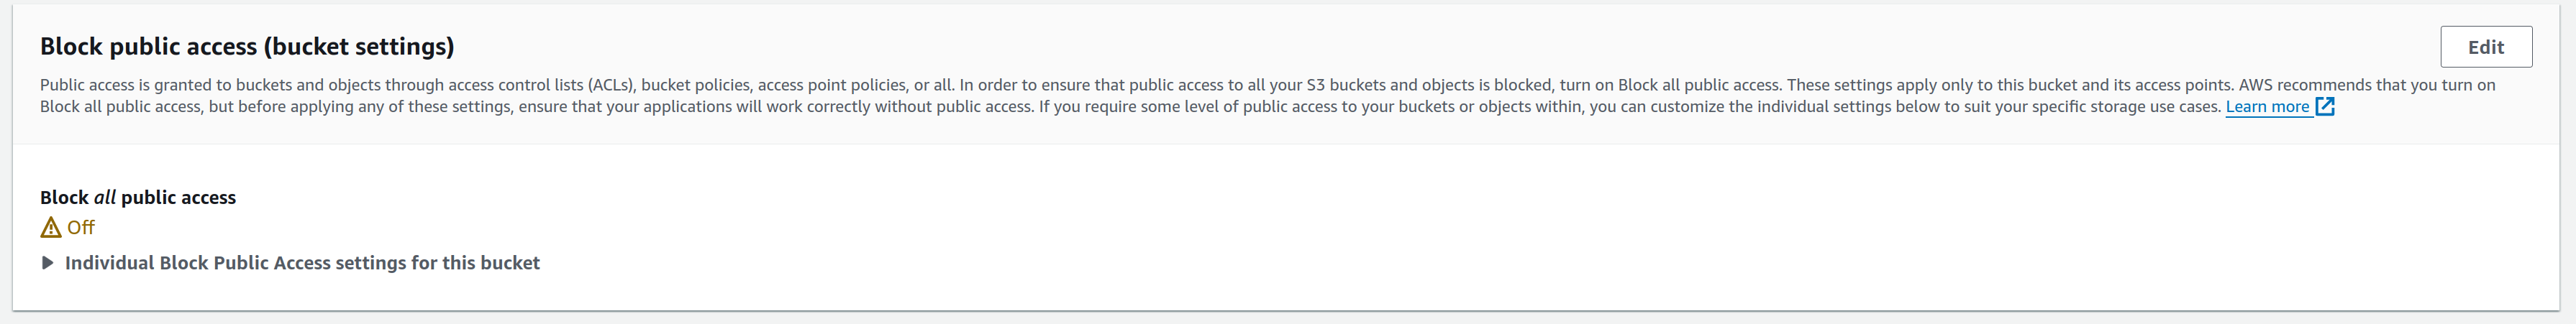 Block public access (bucket settings)
Edit
Public access is granted to buckets and objects through access control lists (ACLs), bucket policies, access point policies, or all. In order to ensure that public access to all your S3 buckets and objects is blocked, turn on Block all public access. These settings apply only to this bucket and its access points. AWS recommends that you turn on
Block all public access, but before applying any of these settings, ensure that your applications will work correctly without public access. If you require some level of public access to your buckets or objects within, you can customize the individual settings below to suit your specific storage use cases. Learn more
Block all public access
Off
Individual Block Public Access settings for this bucket